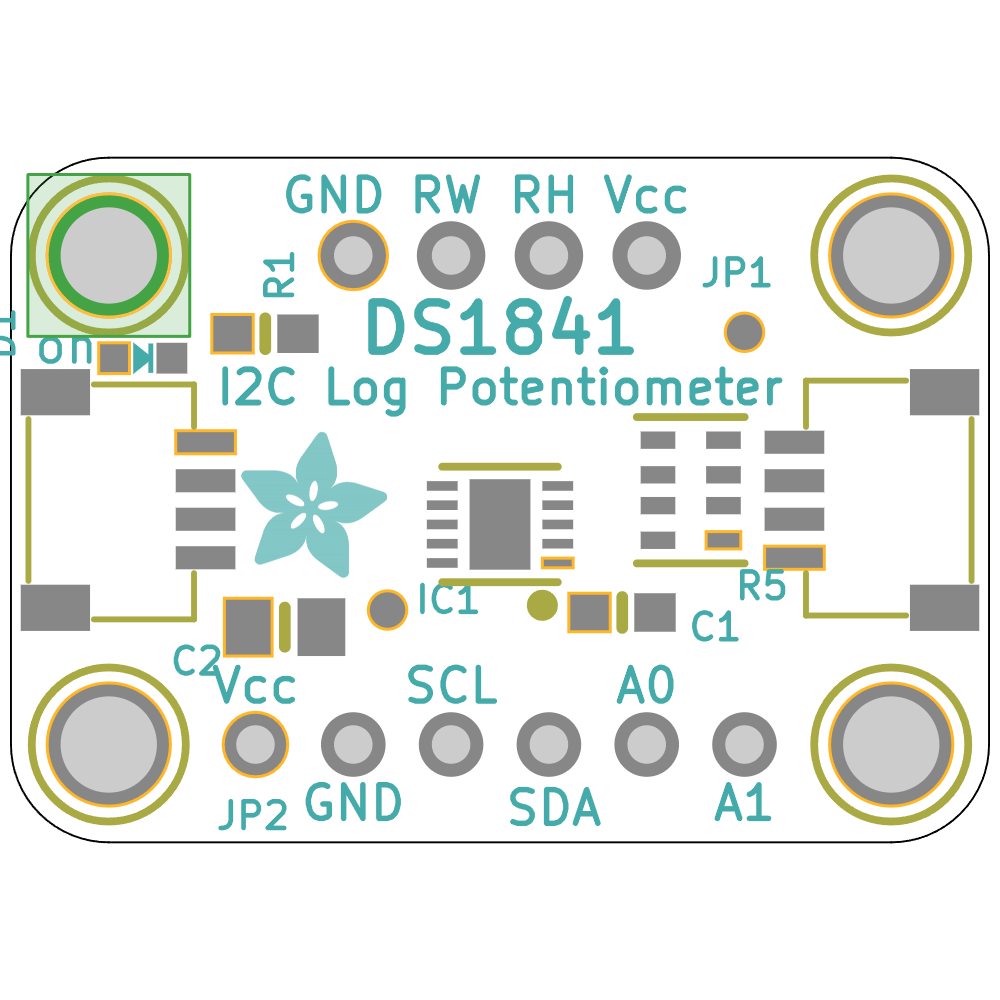 GND RW RH Vcc
R1
JP1
DS1841
D1
on
I2C Log Potentiometer
R5
IC1
C1
C2
Vcc SCL A0
GND SDA A1
JP2